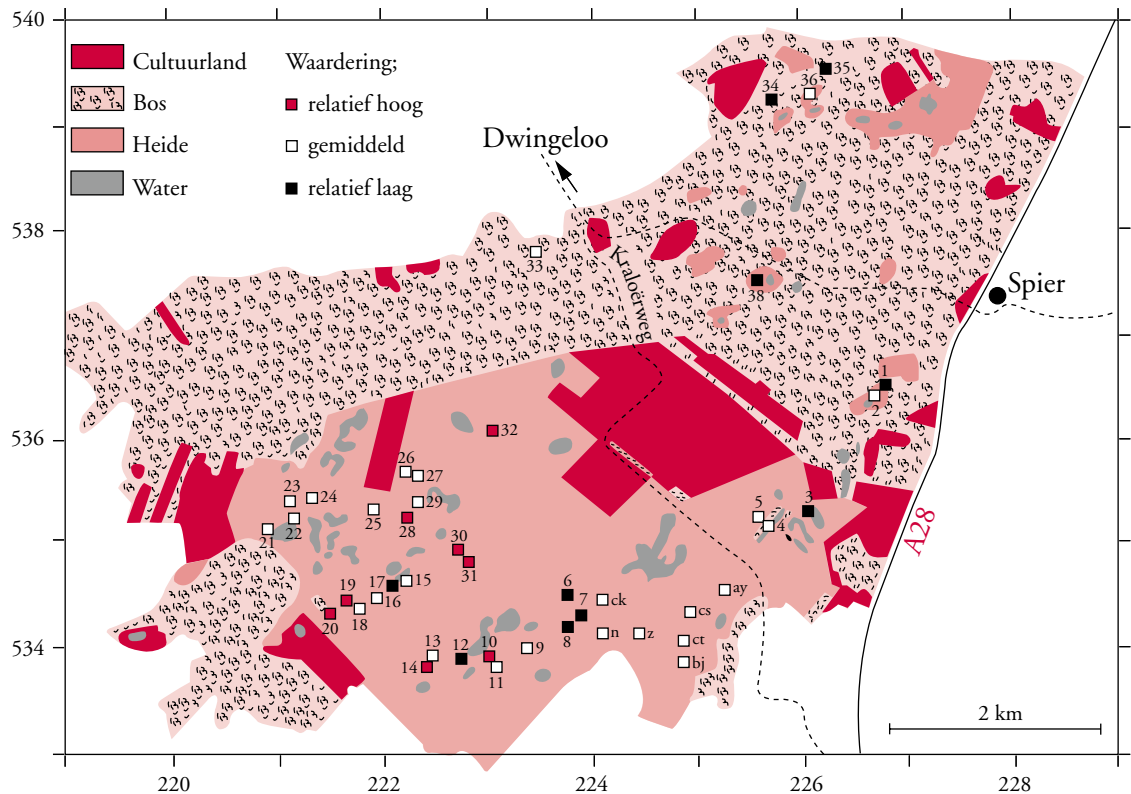 540
538
536
534
220
222
224
226
228
Cultuurland
Bos
Heide
Water
Waardering;
relatief hoog
gemiddeld
relatief laag
Dwingeloo
Kraloërweg
Spier
A28
2 km
35
36
34
33
38
1
2
32
26
27
23
24
29
25
28
22
21
5
3
4
30
31
17
15
16
19
18
20
6
7
8
ck
n
z
ay
cs
ct
bj
13
14
12
10
11
9